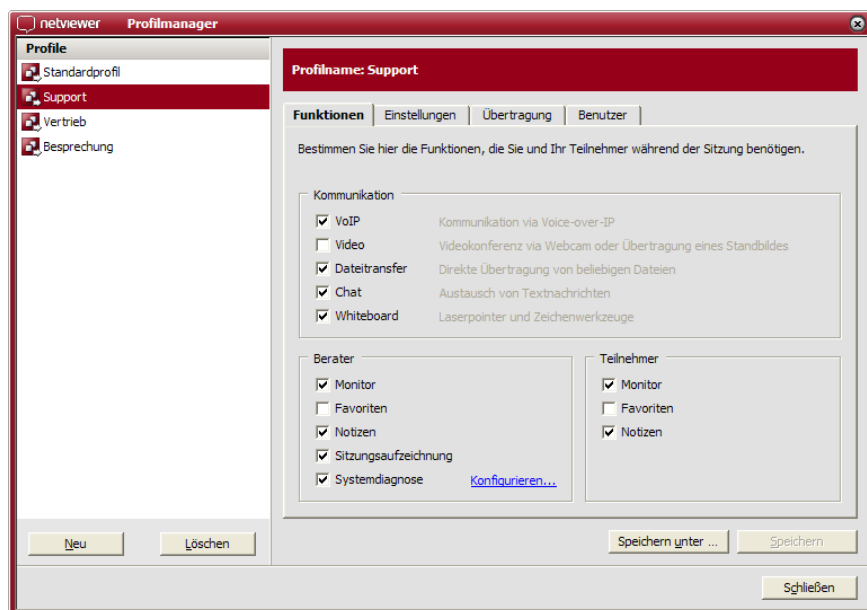 netviewer Profilmanager
Profile
Standardprofil
Support
Vertrieb
Besprechung
Neu
Löschen
Profilname: Support
Funktionen
Einstellungen
Übertragung
Benutzer
Bestimmen Sie hier die Funktionen, die Sie und Ihr Teilnehmer während der Sitzung benötigen.
Kommunikation
VoIP Kommunikation via Voice-over-IP
Video Videokonferenz via Webcam oder Übertragung eines Standbildes
Dateitransfer Direkte Übertragung von beliebigen Dateien
Chat Austausch von Textnachrichten
Whiteboard Laserpointer und Zeichenwerkzeuge
Berater
Monitor
Favoriten
Notizen
Sitzungsaufzeichnung
Systemdiagnose Konfigurieren...
Teilnehmer
Monitor
Favoriten
Notizen
Speichern unter ...
Speichern
Schließen